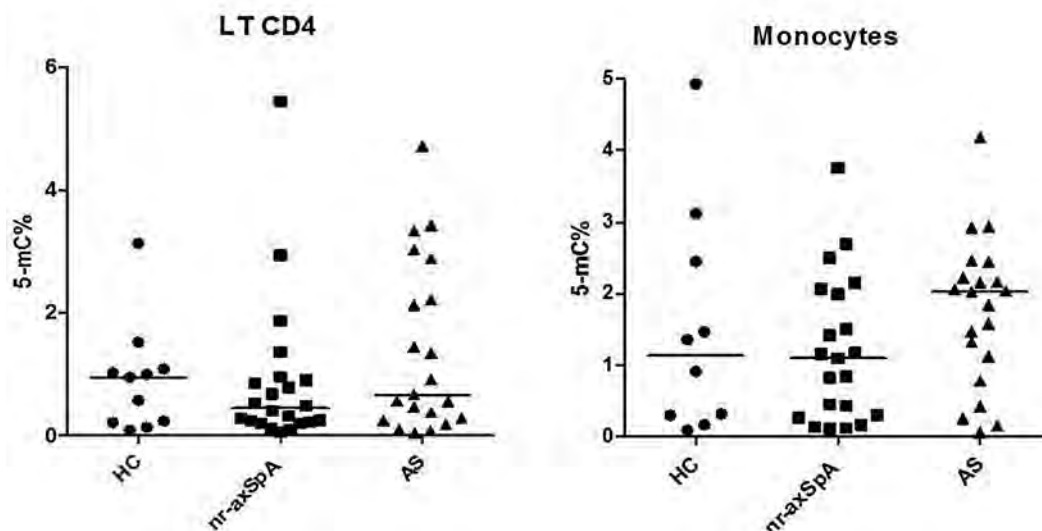 LT CD4
6
4
2
0
5-mC%
HC
nr-axSpA
AS
Monocytes
5
4
3
2
1
0
5-mC%
HC
nr-axSpA
AS